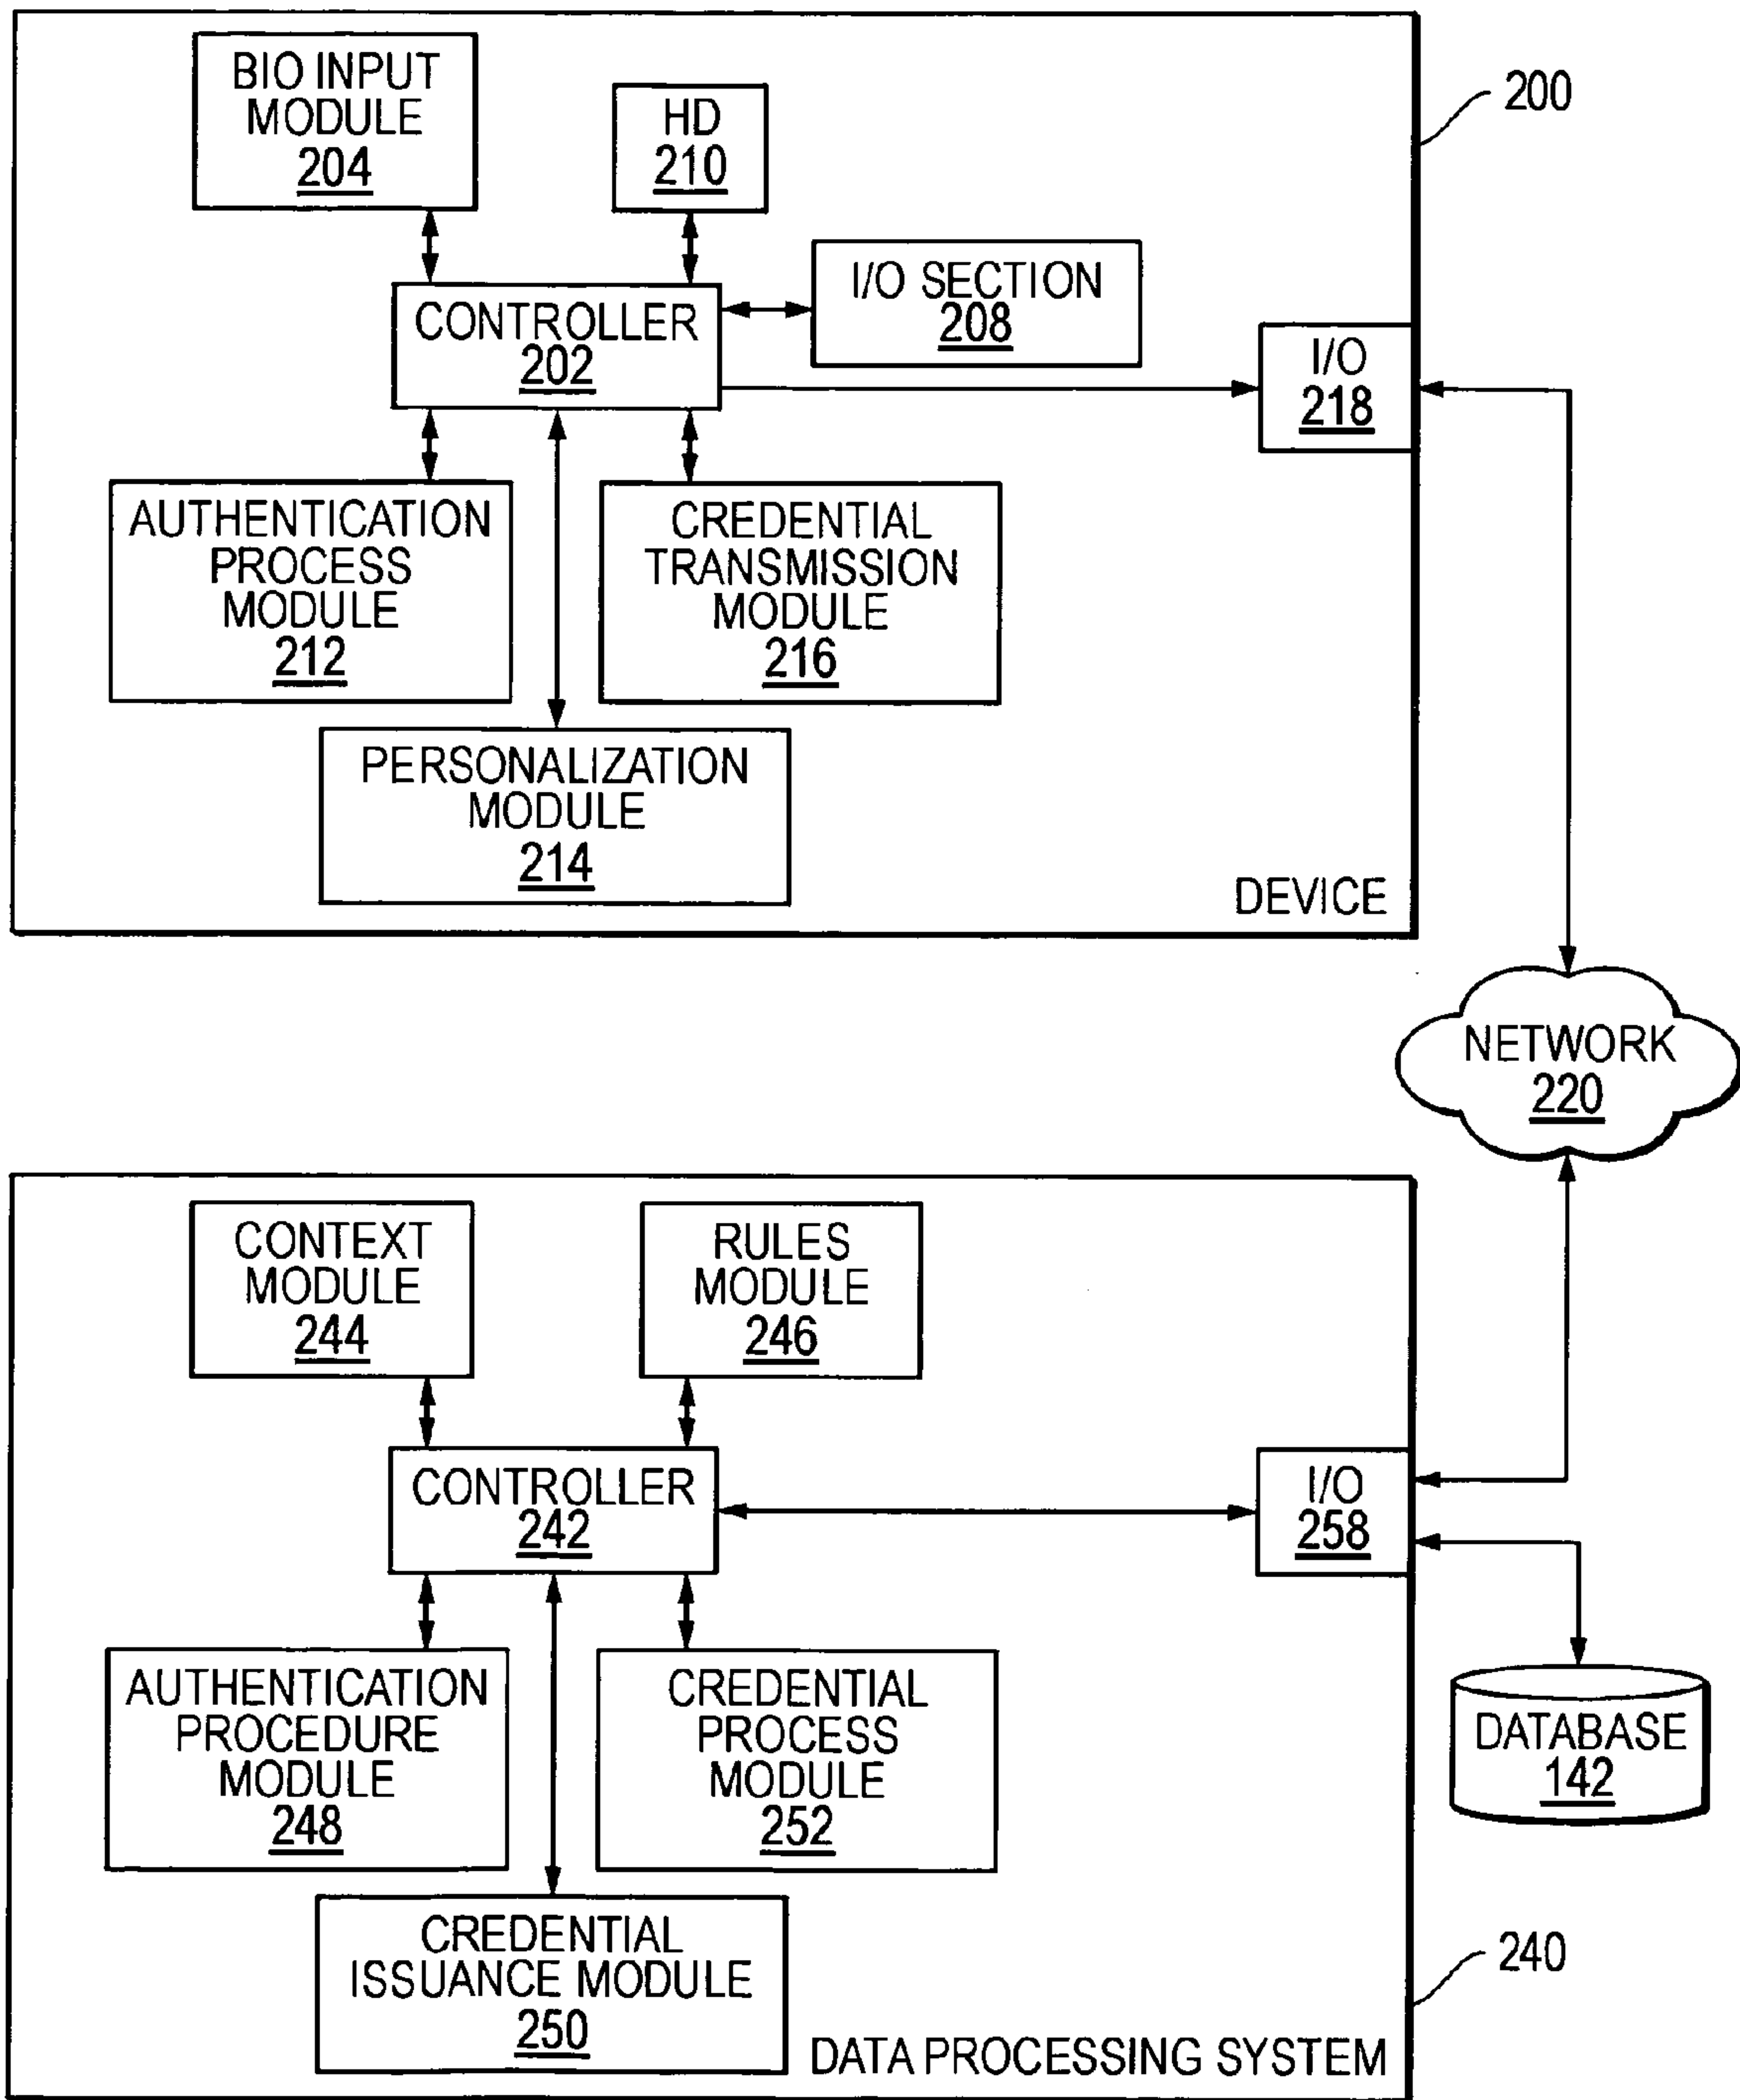 BIO INPUT
MODULE
204
HD
210
200
I/O SECTION
208
CONTROLLER
202
I/O
218
AUTHENTICATION
PROCESS
MODULE
212
CREDENTIAL
TRANSMISSION
MODULE
216
PERSONALIZATION
MODULE
214
DEVICE
NETWORK
220
CONTEXT
MODULE
244
RULES
MODULE
246
CONTROLLER
242
I/O
258
AUTHENTICATION
PROCEDURE
MODULE
248
CREDENTIAL
PROCESS
MODULE
252
DATABASE
142
CREDENTIAL
ISSUANCE MODULE
250
240
DATA PROCESSING SYSTEM